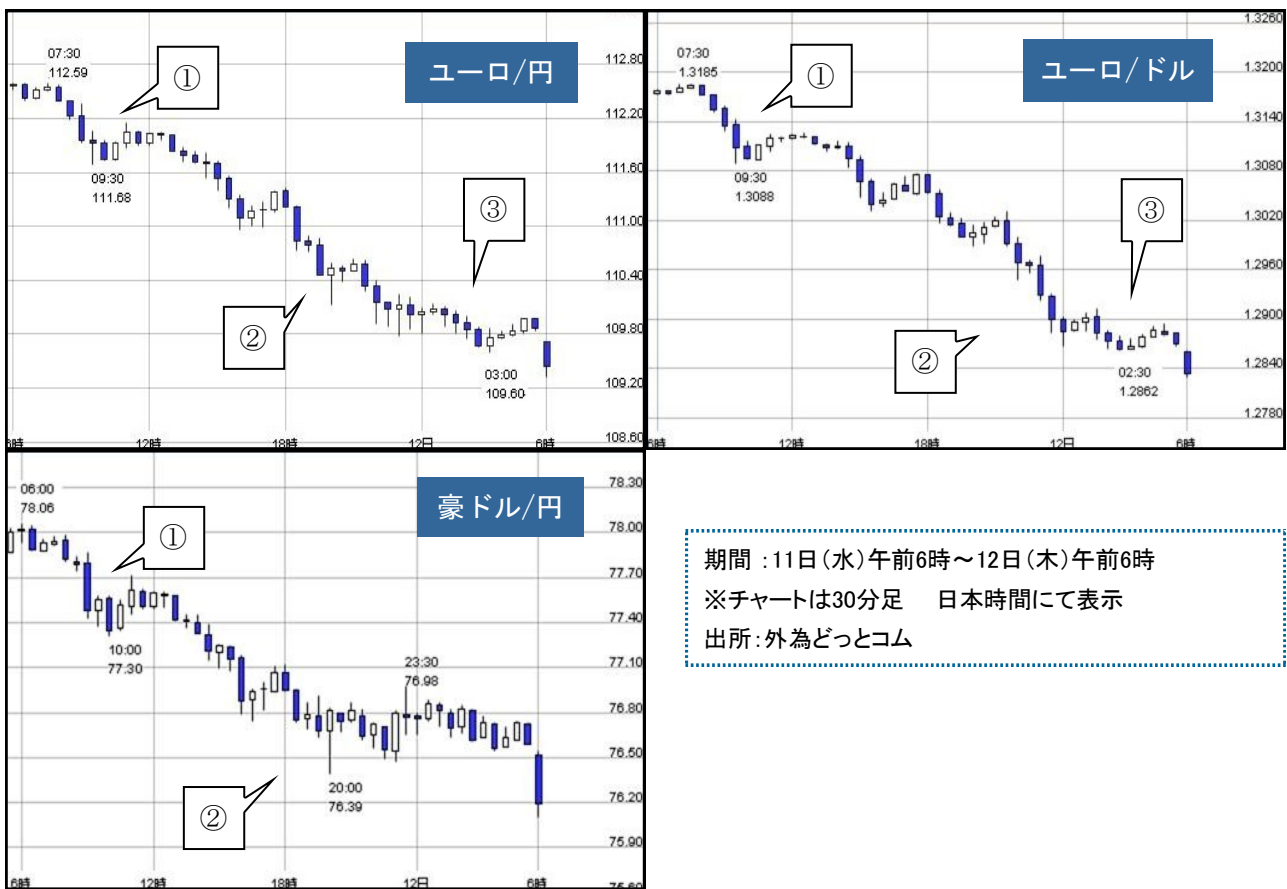 ユーロ/円
07:30
112.59
①
09:30
111.68
②
③
03:00
109.60
112.80
112.20
111.60
111.00
110.40
109.80
109.20
108.60
6時
12時
18時
12日
6時
ユーロ/ドル
07:30
1.3185
①
09:30
1.3088
②
③
02:30
1.2862
1.3260
1.3200
1.3140
1.3080
1.3020
1.2960
1.2900
1.2840
1.2780
6時
12時
18時
12日
6時
豪ドル/円
06:00
78.06
①
10:00
77.30
②
20:00
76.39
23:30
76.98
78.30
78.00
77.70
77.40
77.10
76.80
76.50
76.20
75.90
75.60
6時
12時
18時
12日
6時
期間：11日（水）午前6時～12日（木）午前6時
※チャートは30分足　日本時間にて表示
出所：外為どっとコム